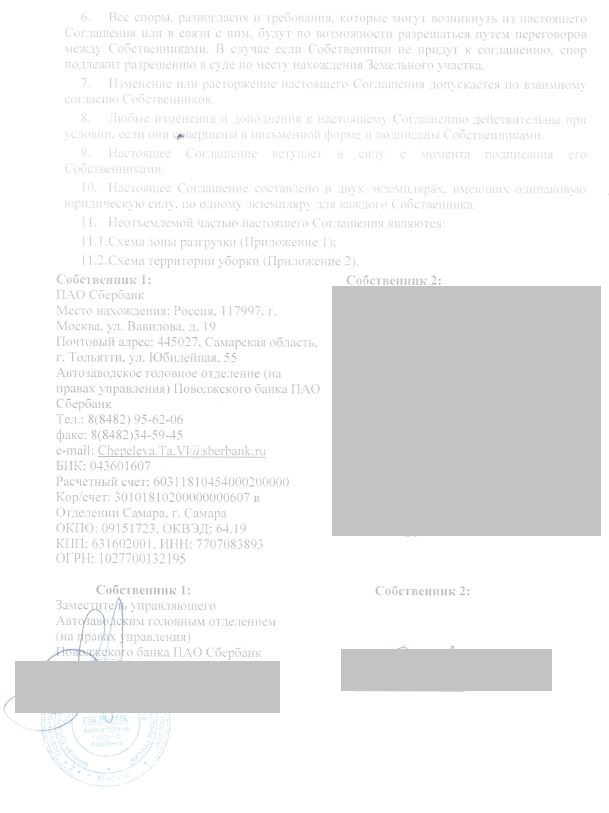 6. Все споры, разногласия и требования, которые могут возникнуть из настоящего
Соглашения или в связи с ним, будут по возможности разрешаться путем переговоров
между Собственниками. В случае если Собственники не придут к соглашению, спор
подлежит разрешению в суде по месту нахождения Земельного участка.
7. Изменение или расторжение настоящего Соглашения допускается по взаимному
согласию Собственников.
8. Любые изменения и дополнения к настоящему Соглашению действительны при
условии, если они совершены в письменной форме и подписаны Собственниками.
9. Настоящее Соглашение вступает в силу с момента подписания его
Собственниками.
10. Настоящее Соглашение составлено в двух экземплярах, имеющих одинаковую
юридическую силу, по одному экземпляру для каждого Собственника.
11. Неотъемлемой частью настоящего Соглашения являются:
11.1.Схема зоны разгрузки (Приложение 1);
11.2.Схема территории уборки (Приложение 2).
Собственник 1:
ПАО Сбербанк
Место нахождения: Россия, 117997, г.
Москва, ул. Вавилова, д. 19
Почтовый адрес: 445027, Самарская область,
г. Тольятти, ул. Юбилейная, 55
Автозаводское головное отделение (на
правах управления) Поволжского банка ПАО
Сбербанк
Тел.: 8(8482) 95-62-06
факс: 8(8482)34-59-45
e-mail: Chepeleva.Ta.Vl@sberbank.ru
БИК: 043601607
Расчетный счет: 60311810454000200000
Кор/счет: 30101810200000000607 в
Отделении Самара, г. Самара
ОКПО: 09151723, ОКВЭД: 64.19
КПП: 631602001, ИНН: 7707083893
ОГРН: 1027700132195
Собственник 2:
Собственник 1:
Заместитель управляющего
Автозаводским головным отделением
(на правах управления)
Поволжского банка ПАО Сбербанк
Собственник 2:
СБЕРБАНК